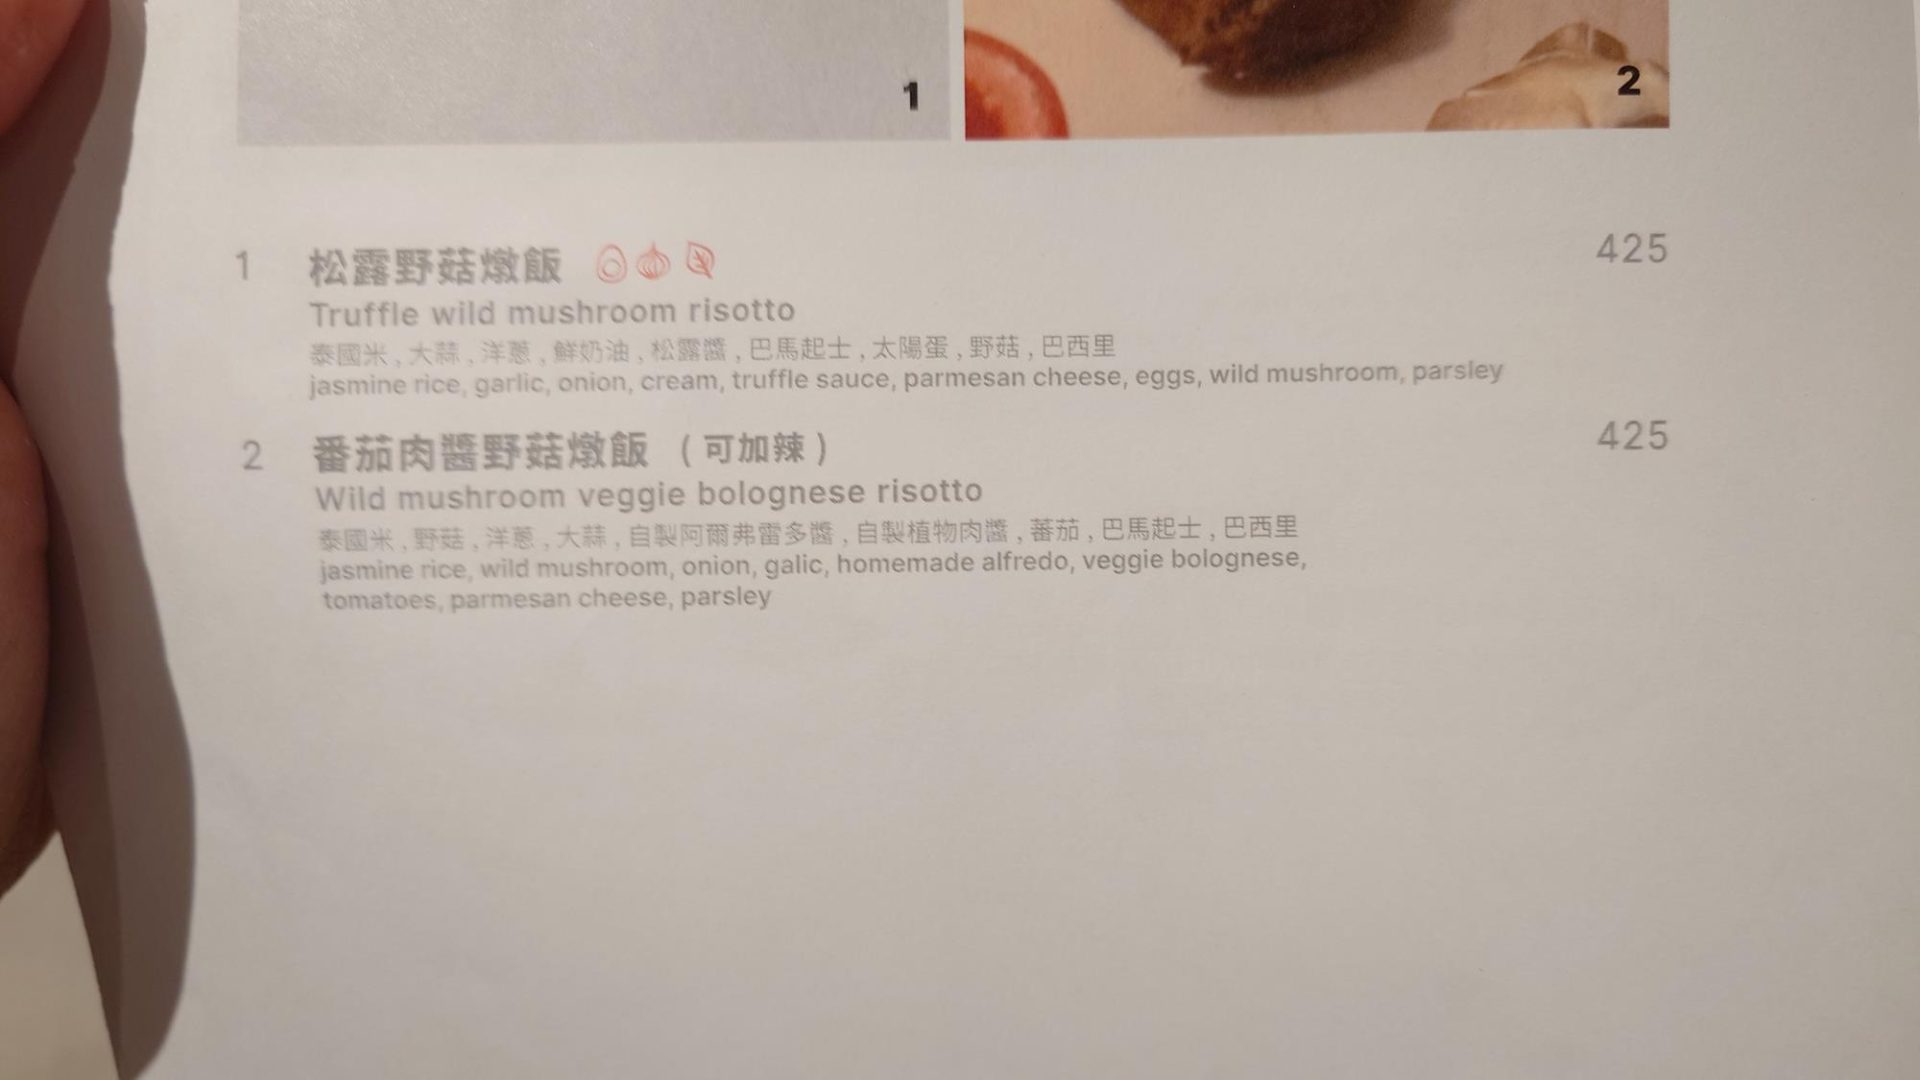 1
2
1 松露野菇燉飯 425
Truffle wild mushroom risotto
泰國米 , 大蒜 , 洋蔥 , 鮮奶油 , 松露醬 , 巴馬起士 , 太陽蛋 , 野菇 , 巴西里
jasmine rice, garlic, onion, cream, truffle sauce, parmesan cheese, eggs, wild mushroom, parsley
2 番茄肉醬野菇燉飯 ( 可加辣 ) 425
Wild mushroom veggie bolognese risotto
泰國米 , 野菇 , 洋蔥 , 大蒜 , 自製阿爾弗雷多醬 , 自製植物肉醬 , 蕃茄 , 巴馬起士 , 巴西里
jasmine rice, wild mushroom, onion, galic, homemade alfredo, veggie bolognese,
tomatoes, parmesan cheese, parsley